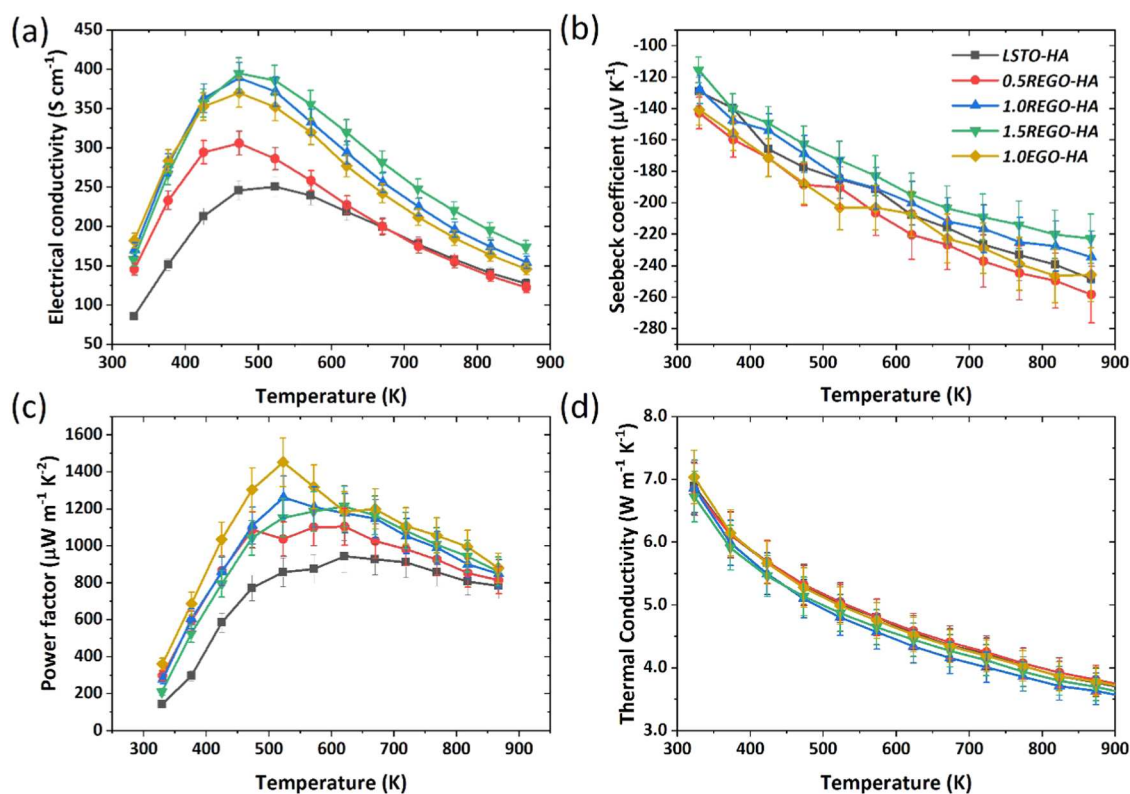 (a)
450
400
350
300
250
200
150
100
50
Electrical conductivity (S cm⁻¹)
300 400 500 600 700 800 900
Temperature (K)
(b)
-100
-120
-140
-160
-180
-200
-220
-240
-260
-280
Seebeck coefficient (μV K⁻¹)
LSTO-HA
0.5REGO-HA
1.0REGO-HA
1.5REGO-HA
1.0EGO-HA
300 400 500 600 700 800 900
Temperature (K)
(c)
1600
1400
1200
1000
800
600
400
200
0
Power factor (μW m⁻¹ K⁻²)
300 400 500 600 700 800 900
Temperature (K)
(d)
8.0
7.0
6.0
5.0
4.0
3.0
Thermal Conductivity (W m⁻¹ K⁻¹)
300 400 500 600 700 800 900
Temperature (K)